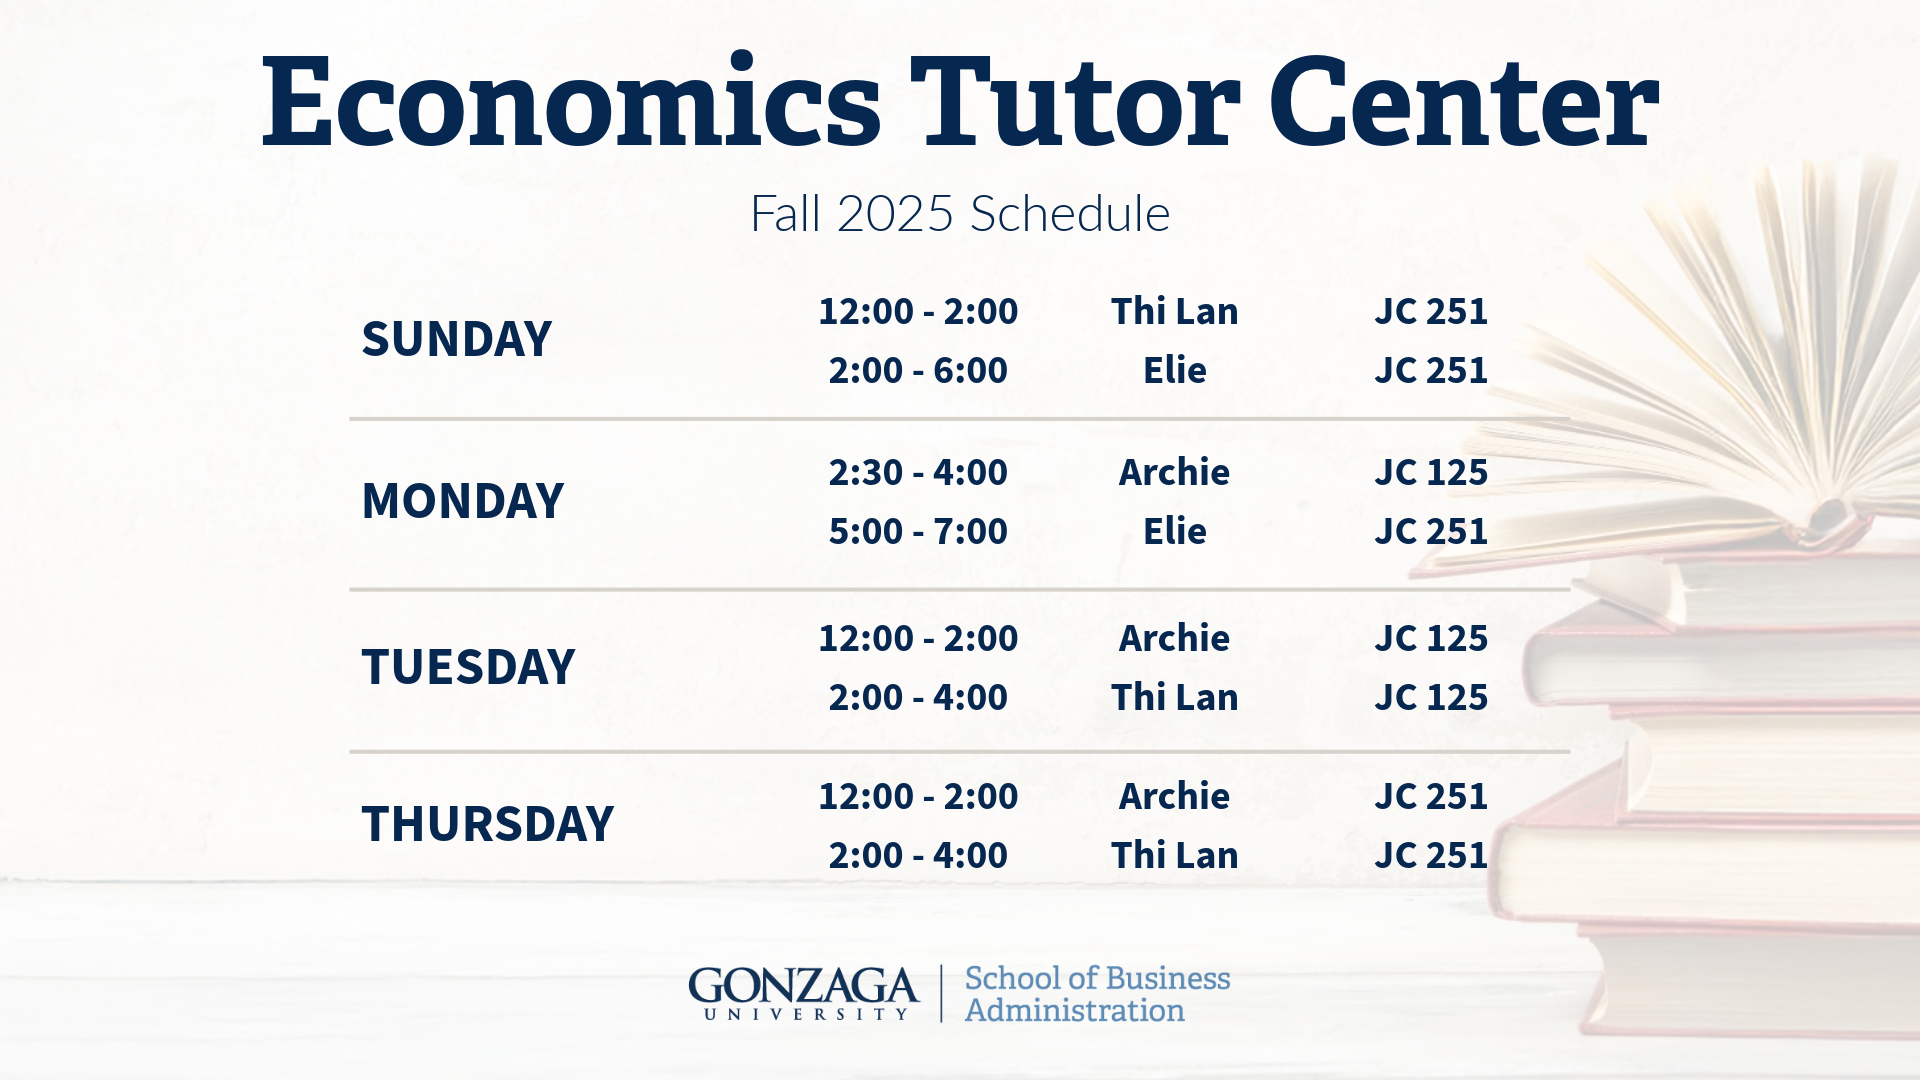 Economics Tutor Center
Fall 2025 Schedule
SUNDAY
12:00 - 2:00 Thi Lan JC 251
2:00 - 6:00 Elie JC 251
MONDAY
2:30 - 4:00 Archie JC 125
5:00 - 7:00 Elie JC 251
TUESDAY
12:00 - 2:00 Archie JC 125
2:00 - 4:00 Thi Lan JC 125
THURSDAY
12:00 - 2:00 Archie JC 251
2:00 - 4:00 Thi Lan JC 251
GONZAGA
UNIVERSITY
School of Business
Administration